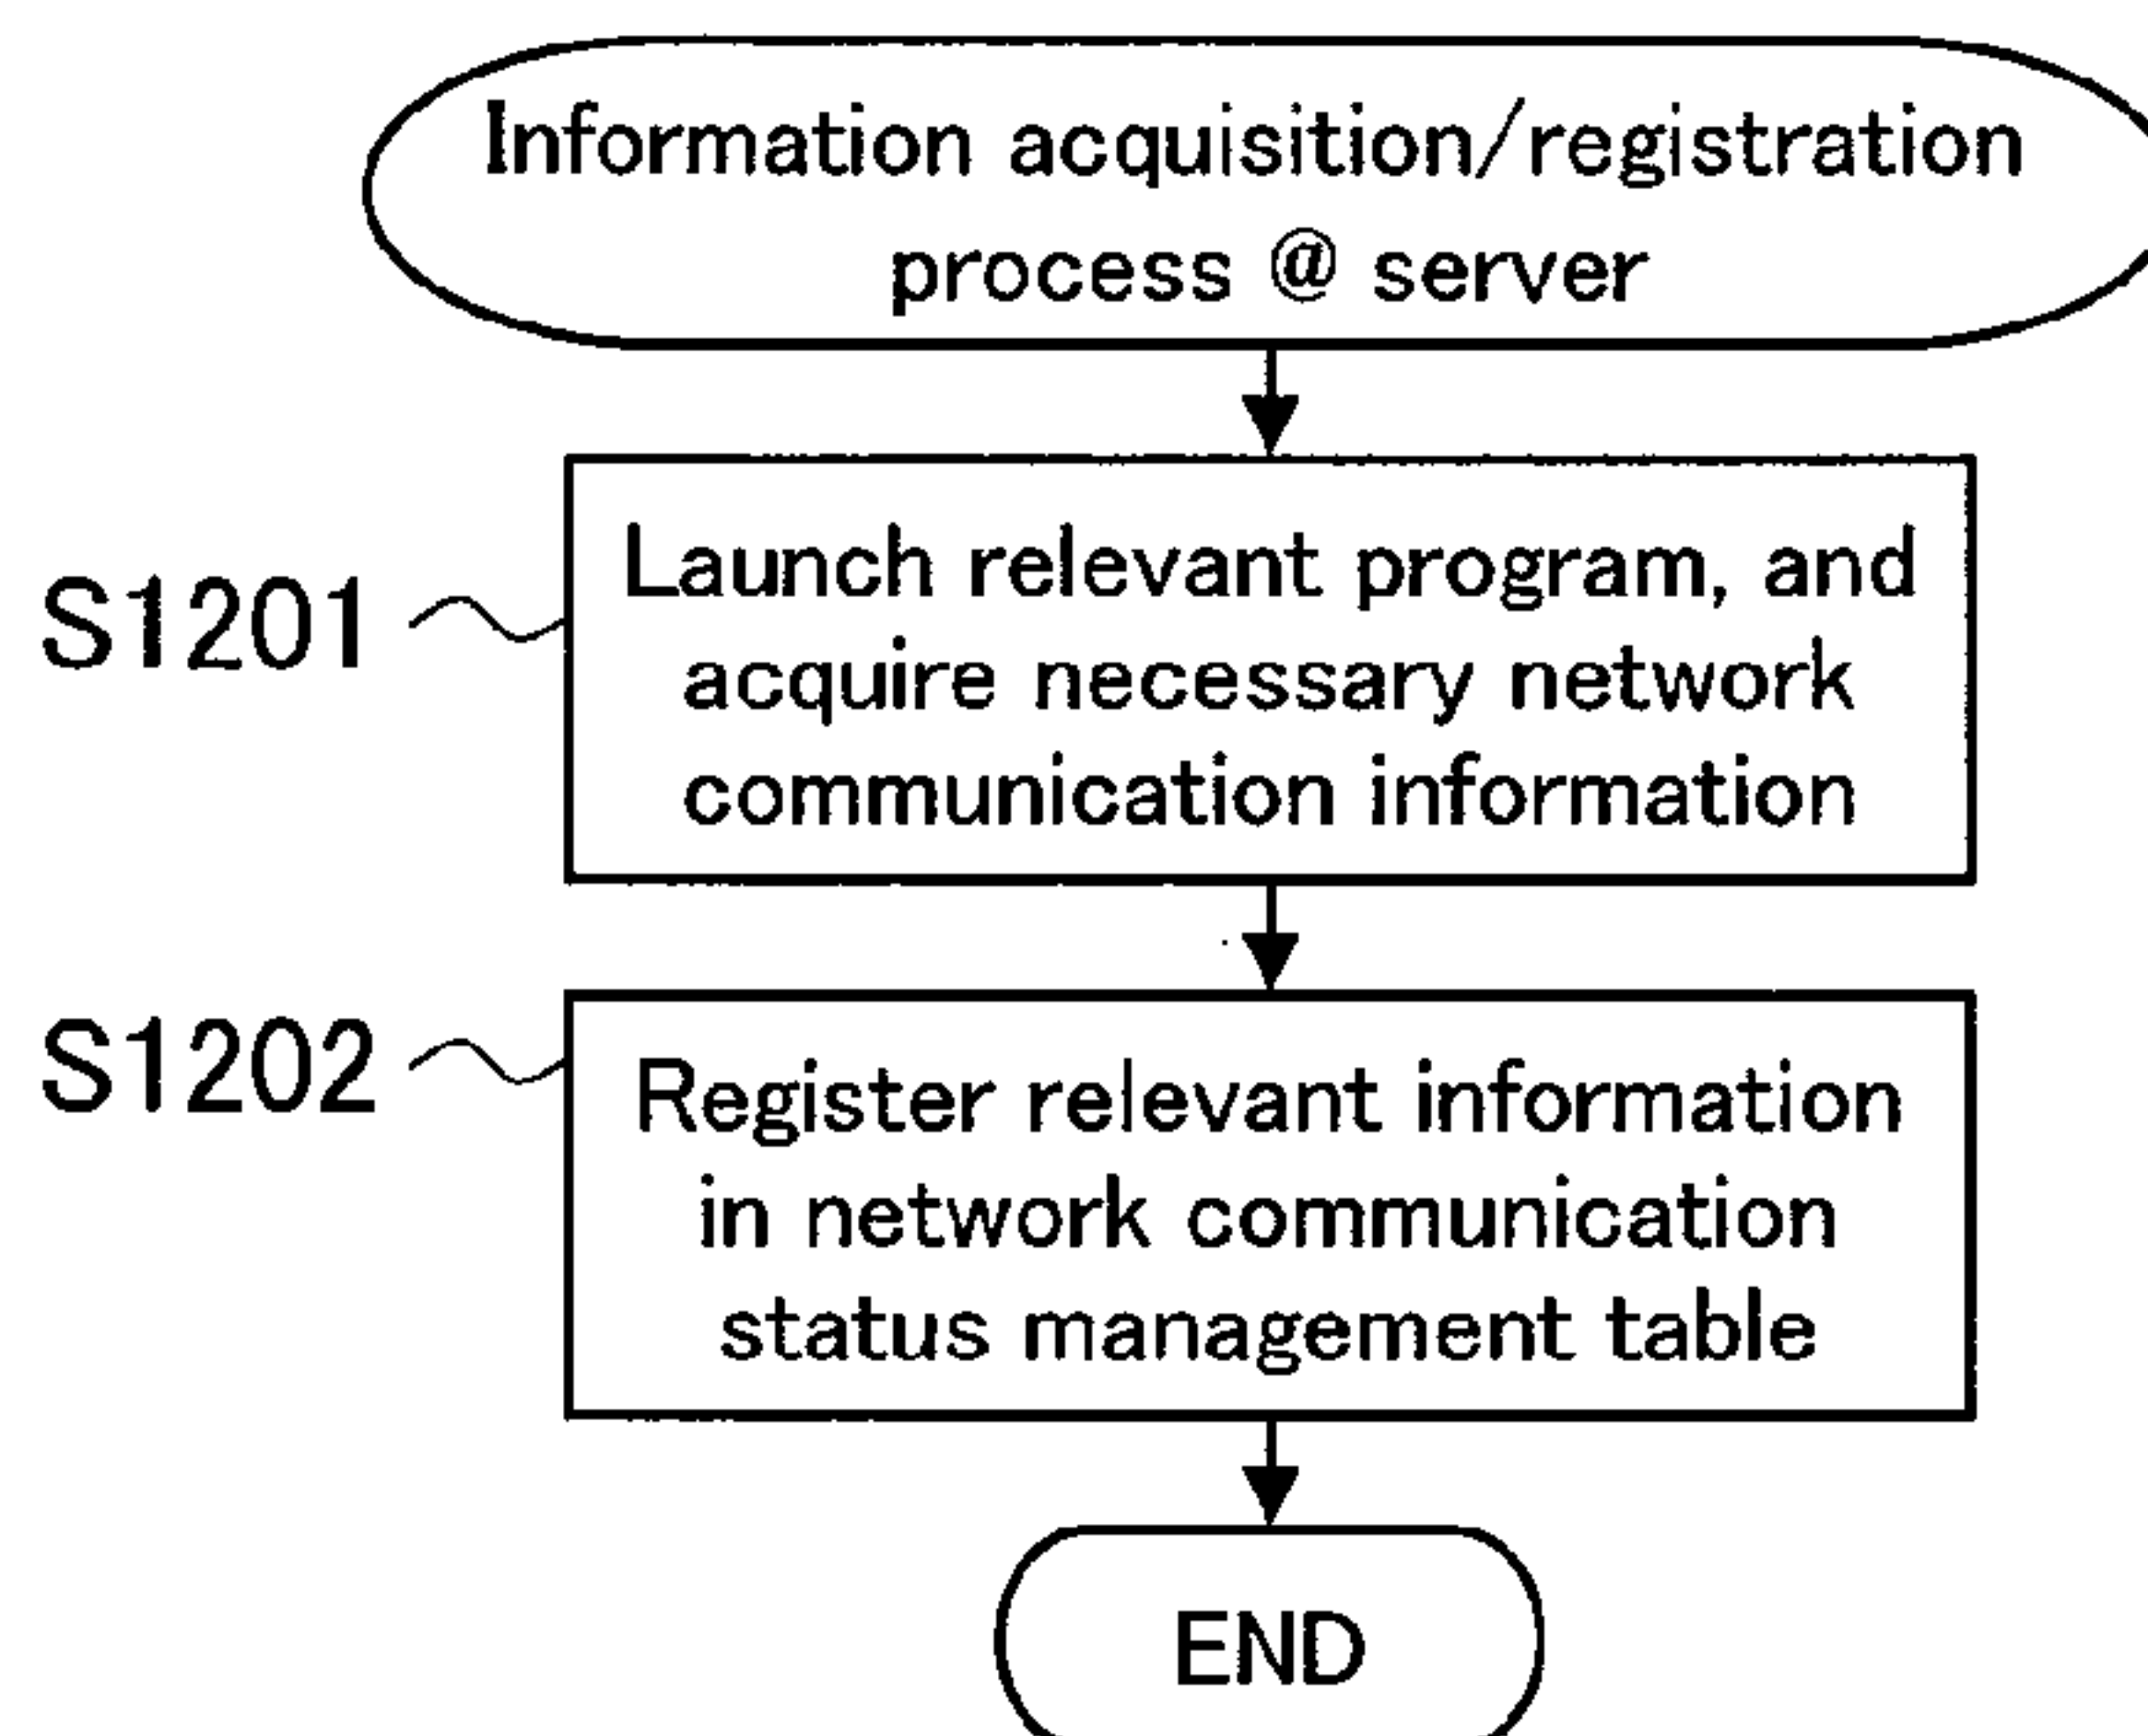 Information acquisition/registration
process @ server
S1201
Launch relevant program, and
acquire necessary network
communication information
S1202
Register relevant information
in network communication
status management table
END